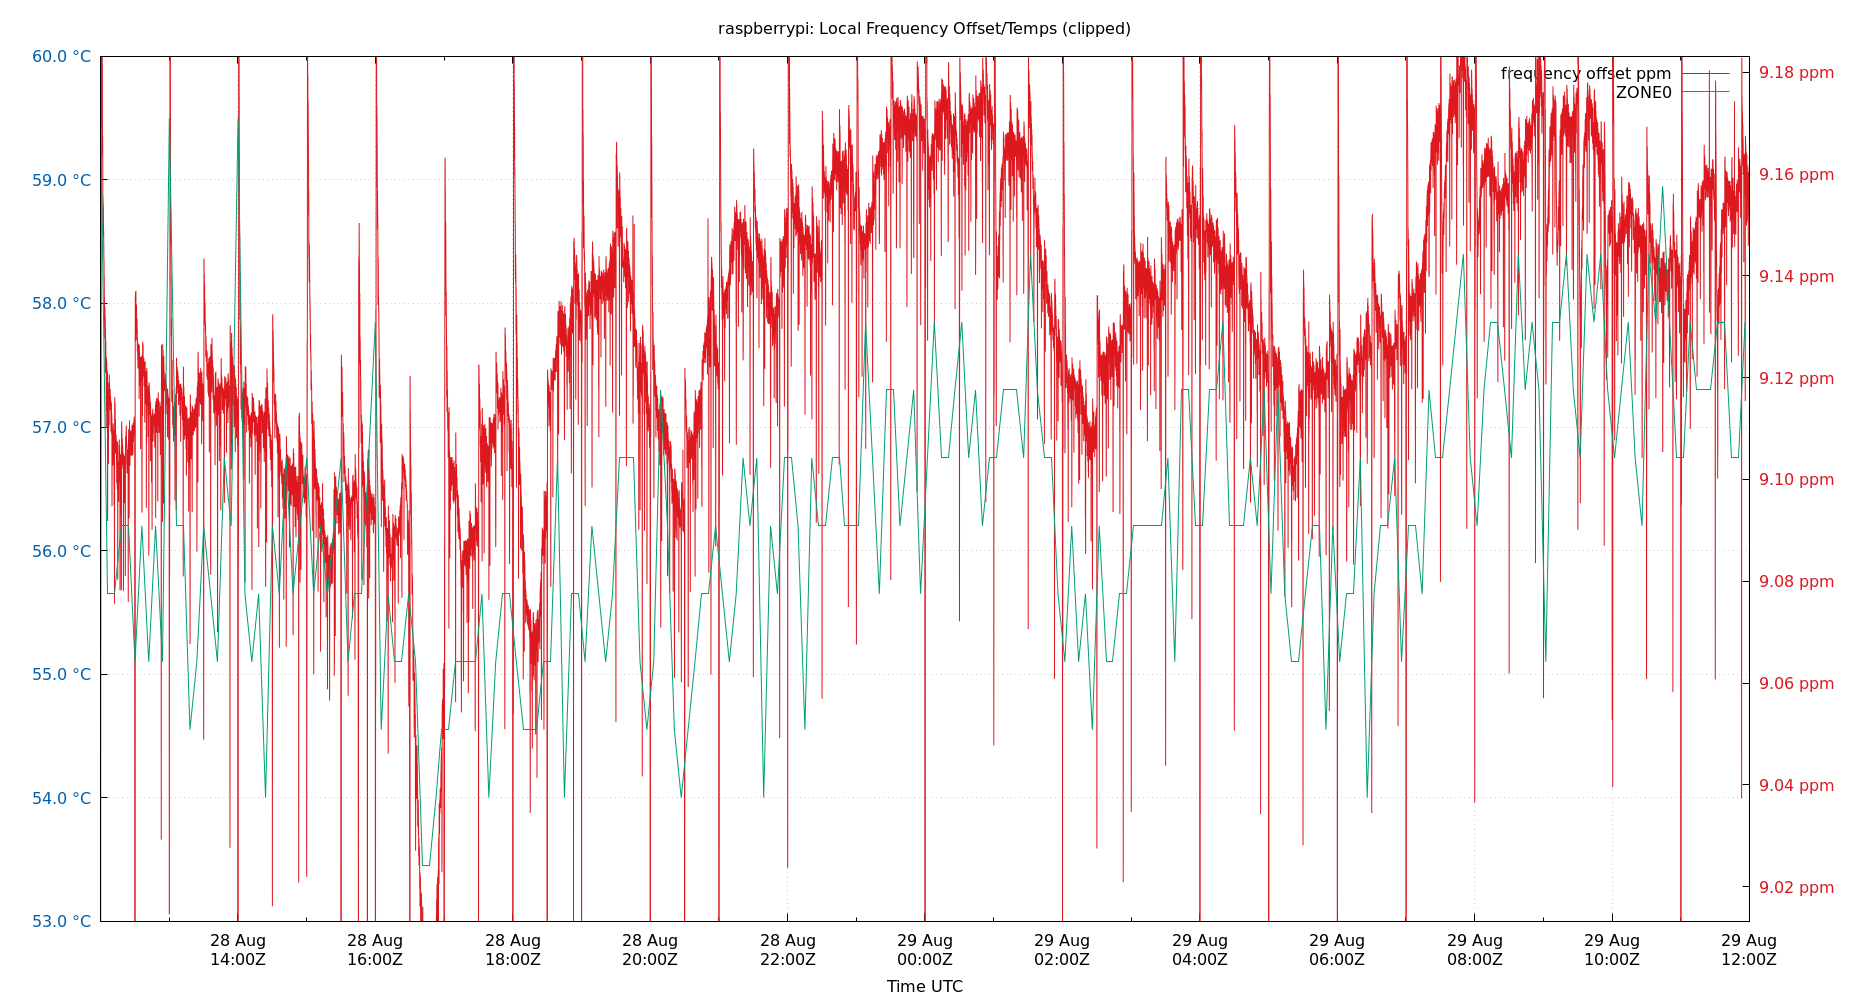 raspberrypi: Local Frequency Offset/Temps (clipped)
60.0 °C
59.0 °C
58.0 °C
57.0 °C
56.0 °C
55.0 °C
54.0 °C
53.0 °C
frequency offset ppm
ZONE0
9.18 ppm
9.16 ppm
9.14 ppm
9.12 ppm
9.10 ppm
9.08 ppm
9.06 ppm
9.04 ppm
9.02 ppm
28 Aug 28 Aug 28 Aug 28 Aug 28 Aug 29 Aug 29 Aug 29 Aug 29 Aug 29 Aug 29 Aug 29 Aug
14:00Z 16:00Z 18:00Z 20:00Z 22:00Z 00:00Z 02:00Z 04:00Z 06:00Z 08:00Z 10:00Z 12:00Z
Time UTC